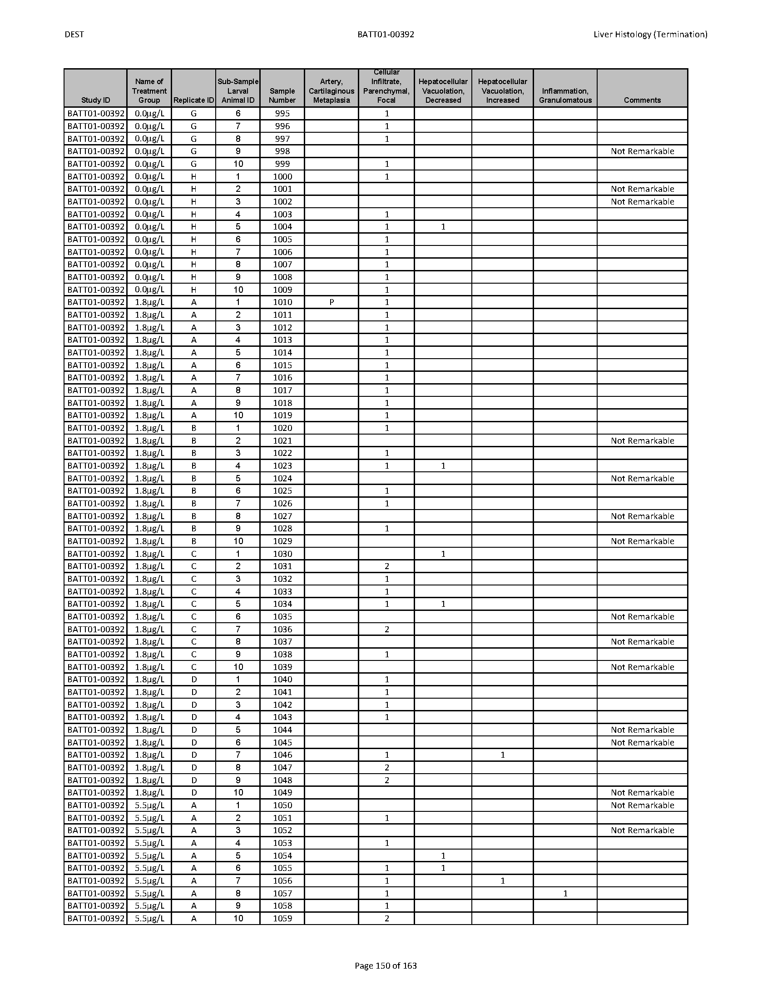 DEST BATT01-00392 Liver Histology (Termination)
Study ID Name of Treatment Group Replicate ID Sub-Sample Larval Animal ID Sample Number Artery, Cartilaginous Metaplasia Cellular Infiltrate, Parenchymal, Focal Hepatocellular Vacuolation, Decreased Hepatocellular Vacuolation, Increased Inflammation, Granulomatous Comments
BATT01-00392 0.0µg/L G 6 995 1
BATT01-00392 0.0µg/L G 7 996 1
BATT01-00392 0.0µg/L G 8 997 1
BATT01-00392 0.0µg/L G 9 998 Not Remarkable
BATT01-00392 0.0µg/L G 10 999 1
BATT01-00392 0.0µg/L H 1 1000 1
BATT01-00392 0.0µg/L H 2 1001 Not Remarkable
BATT01-00392 0.0µg/L H 3 1002 Not Remarkable
BATT01-00392 0.0µg/L H 4 1003 1
BATT01-00392 0.0µg/L H 5 1004 1 1
BATT01-00392 0.0µg/L H 6 1005 1
BATT01-00392 0.0µg/L H 7 1006 1
BATT01-00392 0.0µg/L H 8 1007 1
BATT01-00392 0.0µg/L H 9 1008 1
BATT01-00392 0.0µg/L H 10 1009 1
BATT01-00392 1.8µg/L A 1 1010 P 1
BATT01-00392 1.8µg/L A 2 1011 1
BATT01-00392 1.8µg/L A 3 1012 1
BATT01-00392 1.8µg/L A 4 1013 1
BATT01-00392 1.8µg/L A 5 1014 1
BATT01-00392 1.8µg/L A 6 1015 1
BATT01-00392 1.8µg/L A 7 1016 1
BATT01-00392 1.8µg/L A 8 1017 1
BATT01-00392 1.8µg/L A 9 1018 1
BATT01-00392 1.8µg/L A 10 1019 1
BATT01-00392 1.8µg/L B 1 1020 1
BATT01-00392 1.8µg/L B 2 1021 Not Remarkable
BATT01-00392 1.8µg/L B 3 1022 1
BATT01-00392 1.8µg/L B 4 1023 1 1
BATT01-00392 1.8µg/L B 5 1024 Not Remarkable
BATT01-00392 1.8µg/L B 6 1025 1
BATT01-00392 1.8µg/L B 7 1026 1
BATT01-00392 1.8µg/L B 8 1027 Not Remarkable
BATT01-00392 1.8µg/L B 9 1028 1
BATT01-00392 1.8µg/L B 10 1029 Not Remarkable
BATT01-00392 1.8µg/L C 1 1030 1
BATT01-00392 1.8µg/L C 2 1031 2
BATT01-00392 1.8µg/L C 3 1032 1
BATT01-00392 1.8µg/L C 4 1033 1
BATT01-00392 1.8µg/L C 5 1034 1 1
BATT01-00392 1.8µg/L C 6 1035 Not Remarkable
BATT01-00392 1.8µg/L C 7 1036 2
BATT01-00392 1.8µg/L C 8 1037 Not Remarkable
BATT01-00392 1.8µg/L C 9 1038 1
BATT01-00392 1.8µg/L C 10 1039 Not Remarkable
BATT01-00392 1.8µg/L D 1 1040 1
BATT01-00392 1.8µg/L D 2 1041 1
BATT01-00392 1.8µg/L D 3 1042 1
BATT01-00392 1.8µg/L D 4 1043 1
BATT01-00392 1.8µg/L D 5 1044 Not Remarkable
BATT01-00392 1.8µg/L D 6 1045 Not Remarkable
BATT01-00392 1.8µg/L D 7 1046 1 1
BATT01-00392 1.8µg/L D 8 1047 2
BATT01-00392 1.8µg/L D 9 1048 2
BATT01-00392 1.8µg/L D 10 1049 Not Remarkable
BATT01-00392 5.5µg/L A 1 1050 Not Remarkable
BATT01-00392 5.5µg/L A 2 1051 1
BATT01-00392 5.5µg/L A 3 1052 Not Remarkable
BATT01-00392 5.5µg/L A 4 1053 1
BATT01-00392 5.5µg/L A 5 1054 1
BATT01-00392 5.5µg/L A 6 1055 1 1
BATT01-00392 5.5µg/L A 7 1056 1 1
BATT01-00392 5.5µg/L A 8 1057 1 1
BATT01-00392 5.5µg/L A 9 1058 1
BATT01-00392 5.5µg/L A 10 1059 2
Page 150 of 163